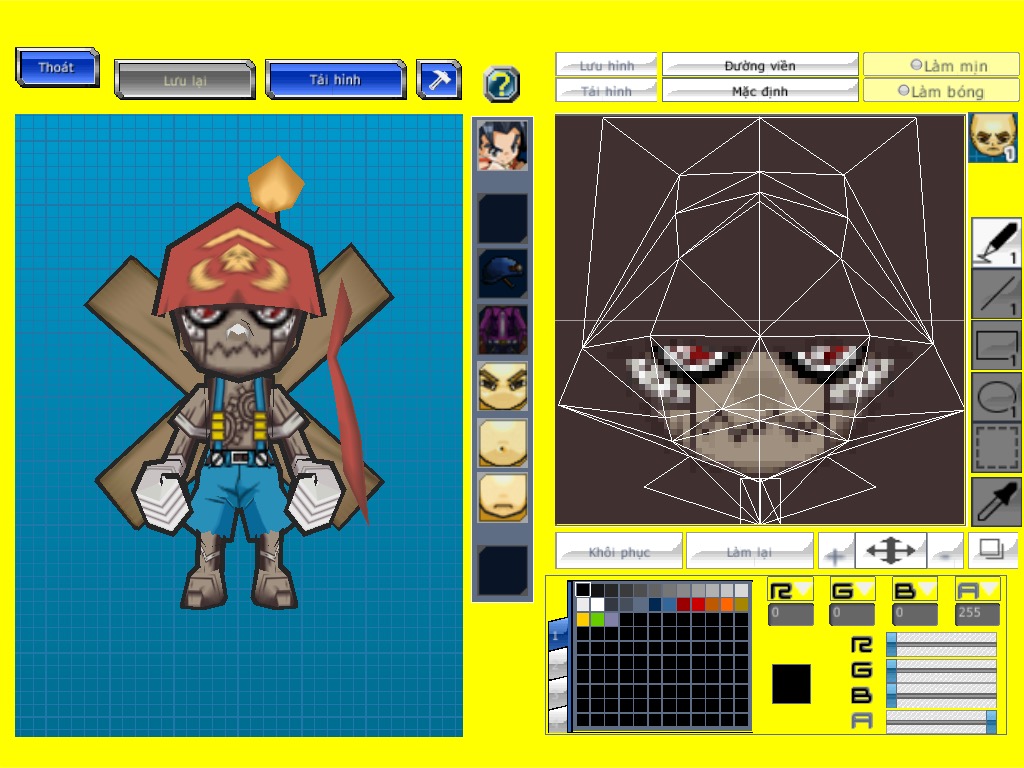 Thoát
Lưu lại
Tải hình
?
Lưu hình
Đường viền
Làm mịn
Tải hình
Mặc định
Làm bóng
1
1
1
1
1
Khôi phục
Làm lại
+
-
R G B A
0 0 0 255
1
R
G
B
A